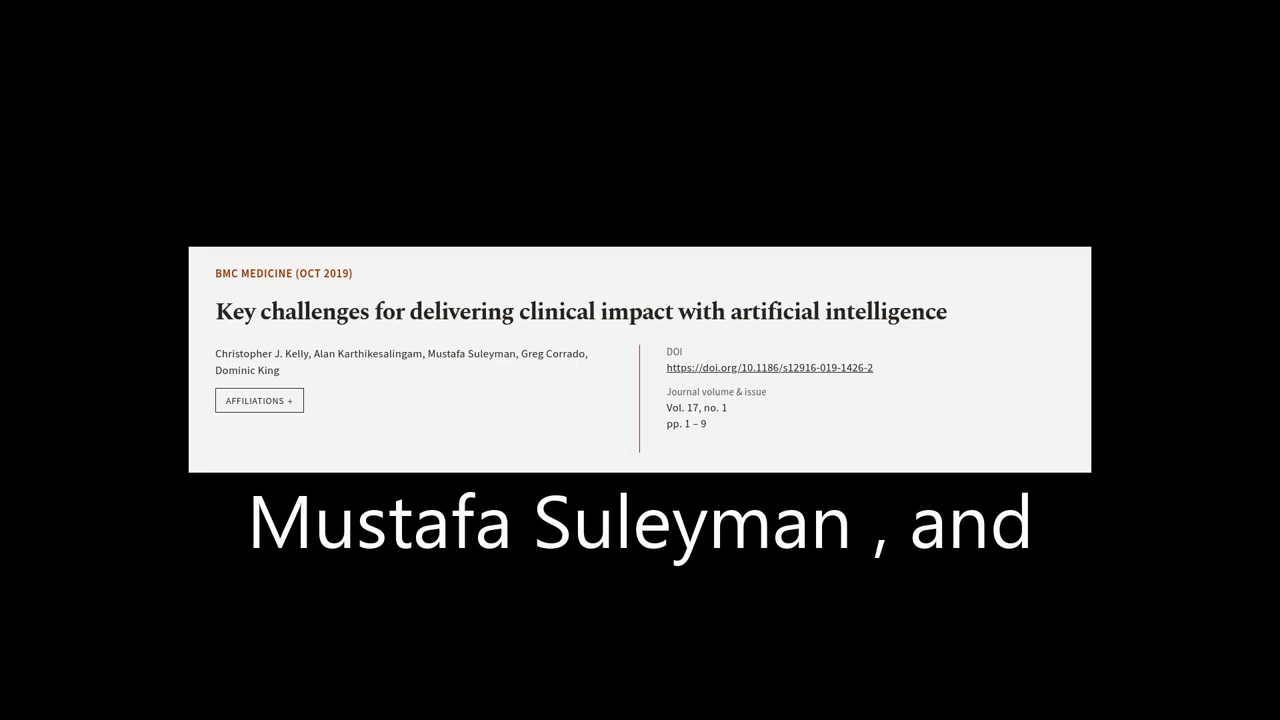 BMC MEDICINE (OCT 2019)
Key challenges for delivering clinical impact with artificial intelligence
Christopher J. Kelly, Alan Karthikesalingam, Mustafa Suleyman, Greg Corrado,
Dominic King
AFFILIATIONS +
DOI
https://doi.org/10.1186/s12916-019-1426-2
Journal volume & issue
Vol. 17, no. 1
pp. 1 – 9
Mustafa Suleyman , and